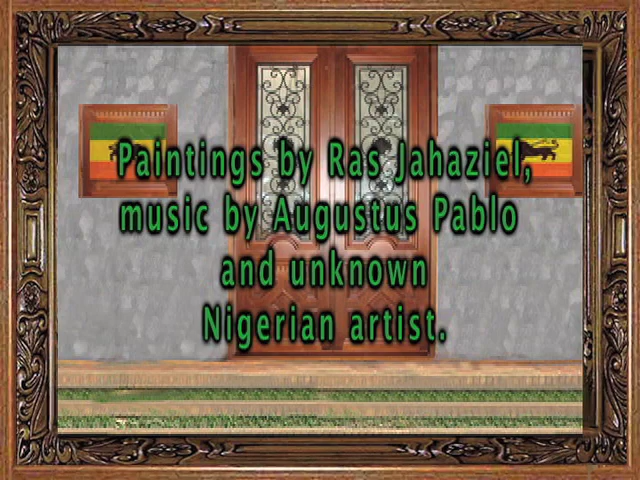 Paintings by Ras Jahaziel,
music by Augustus Pablo
and unknown
Nigerian artist.